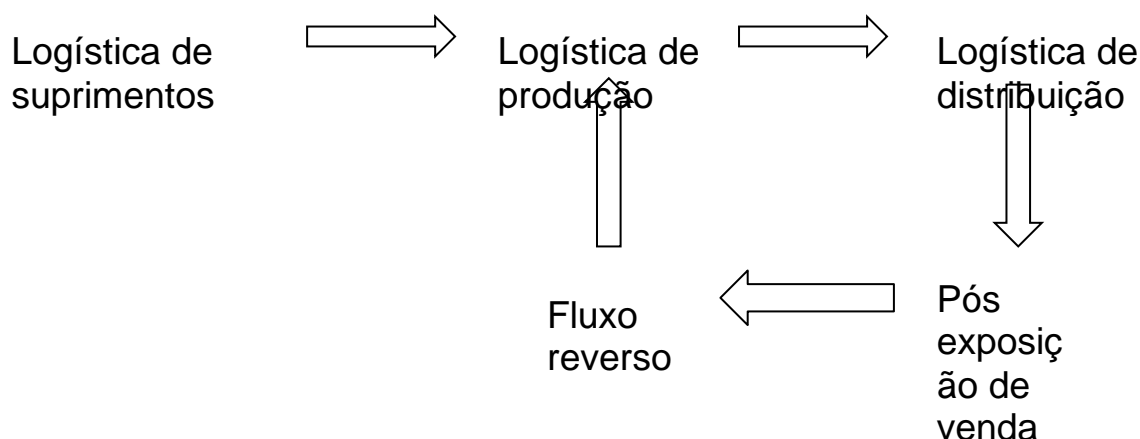 Logística de
suprimentos
Logística de
produção
Logística de
distribuição
Fluxo
reverso
Pós
exposiç
ão de
venda